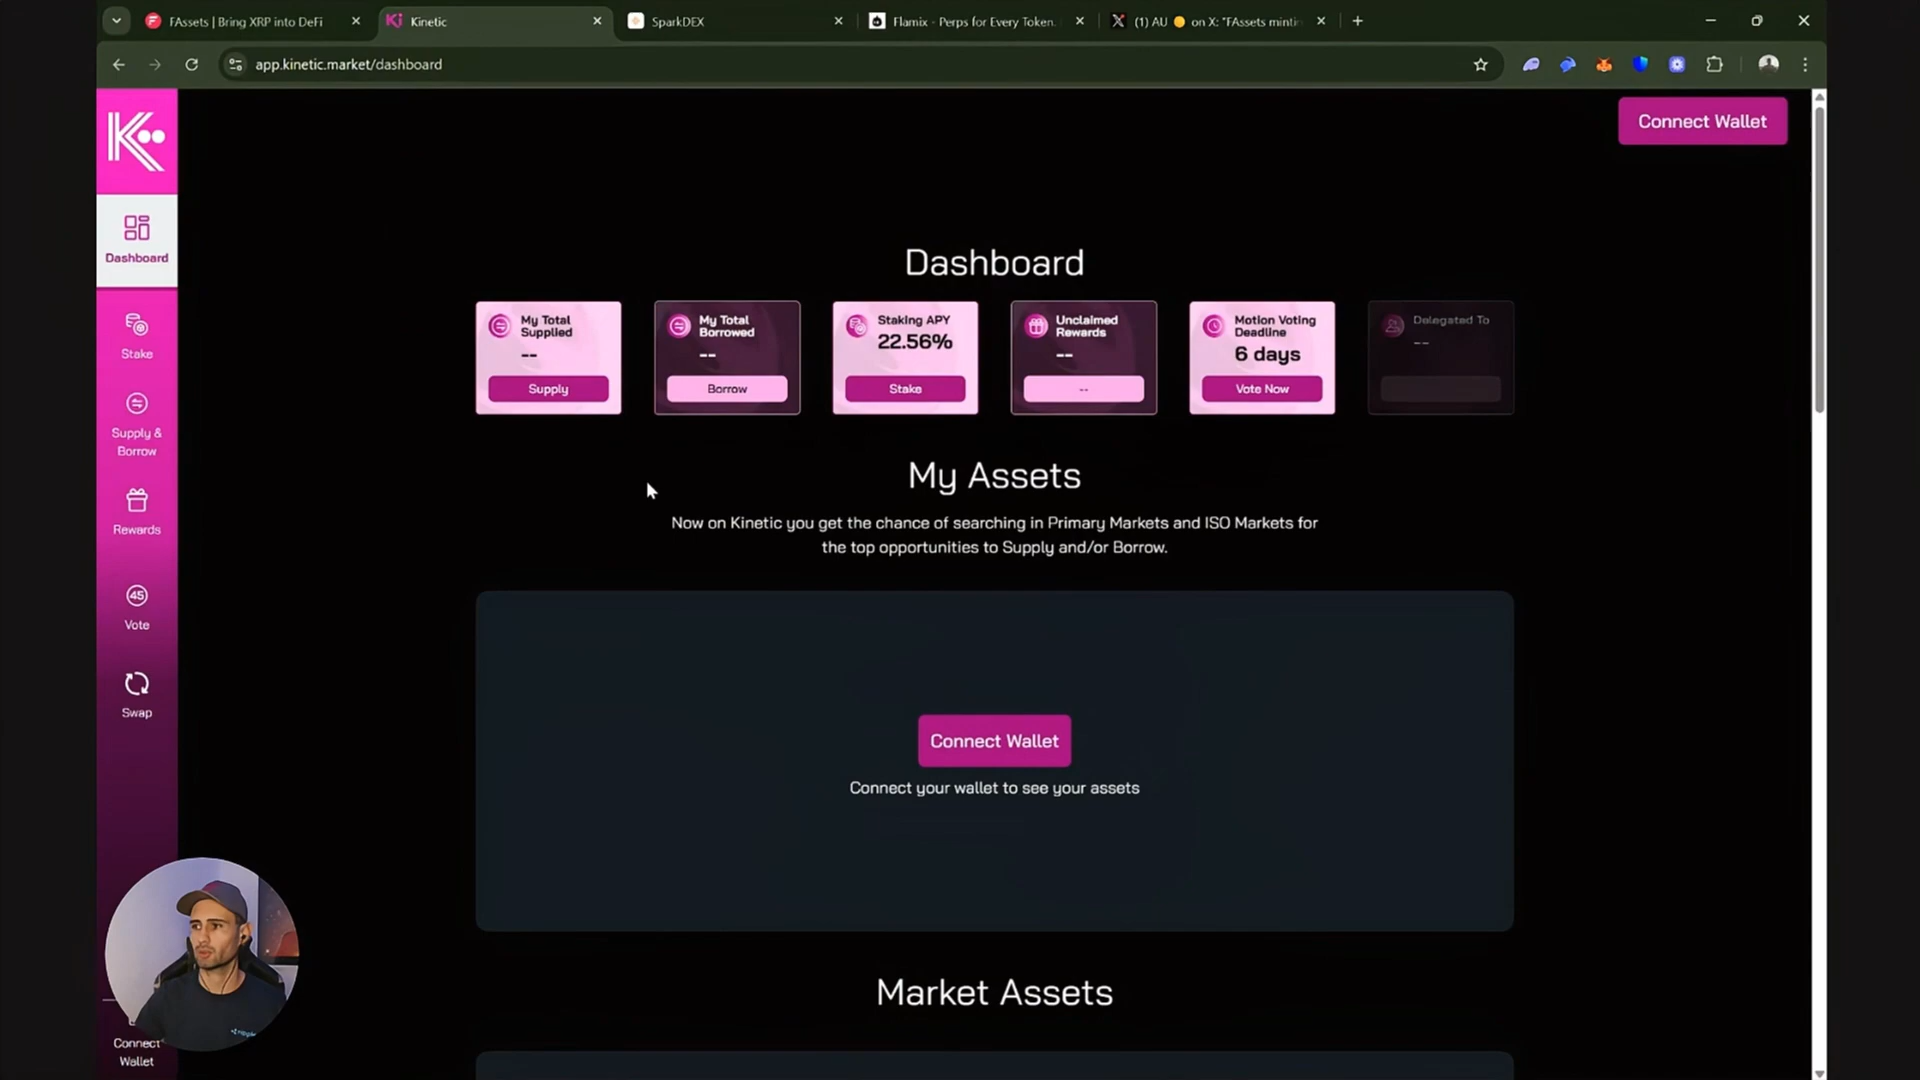 FAssets | Bring XRP into DeFi
Kinetic
SparkDEX
Flamix - Perps for Every Token.
(1) AU on X: "FAssets mintin
app.kinetic.market/dashboard
Connect Wallet
Dashboard
Stake
Supply &
Borrow
Rewards
45
Vote
Swap
Connect
Wallet
Dashboard
My Total
Supplied
--
Supply
My Total
Borrowed
--
Borrow
Staking APY
22.56%
Stake
Unclaimed
Rewards
--
--
Motion Voting
Deadline
6 days
Vote Now
Delegated To
--
My Assets
Now on Kinetic you get the chance of searching in Primary Markets and ISO Markets for
the top opportunities to Supply and/or Borrow.
Connect Wallet
Connect your wallet to see your assets
Market Assets
ripple